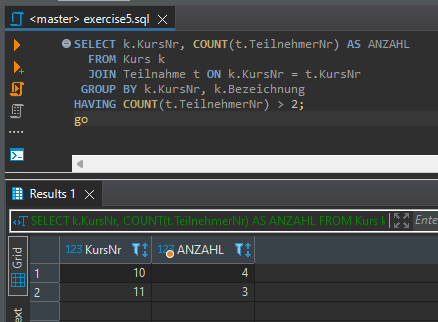 <master> exercise5.sql
SELECT k.KursNr, COUNT(t.TeilnehmerNr) AS ANZAHL
FROM Kurs k
JOIN Teilnahme t ON k.KursNr = t.KursNr
GROUP BY k.KursNr, k.Bezeichnung
HAVING COUNT(t.TeilnehmerNr) > 2;
go
Results 1
SELECT k.KursNr, COUNT(t.TeilnehmerNr) AS ANZAHL FROM Kurs k
Ente
Grid
123 KursNr 123 ANZAHL
1 10 4
2 11 3